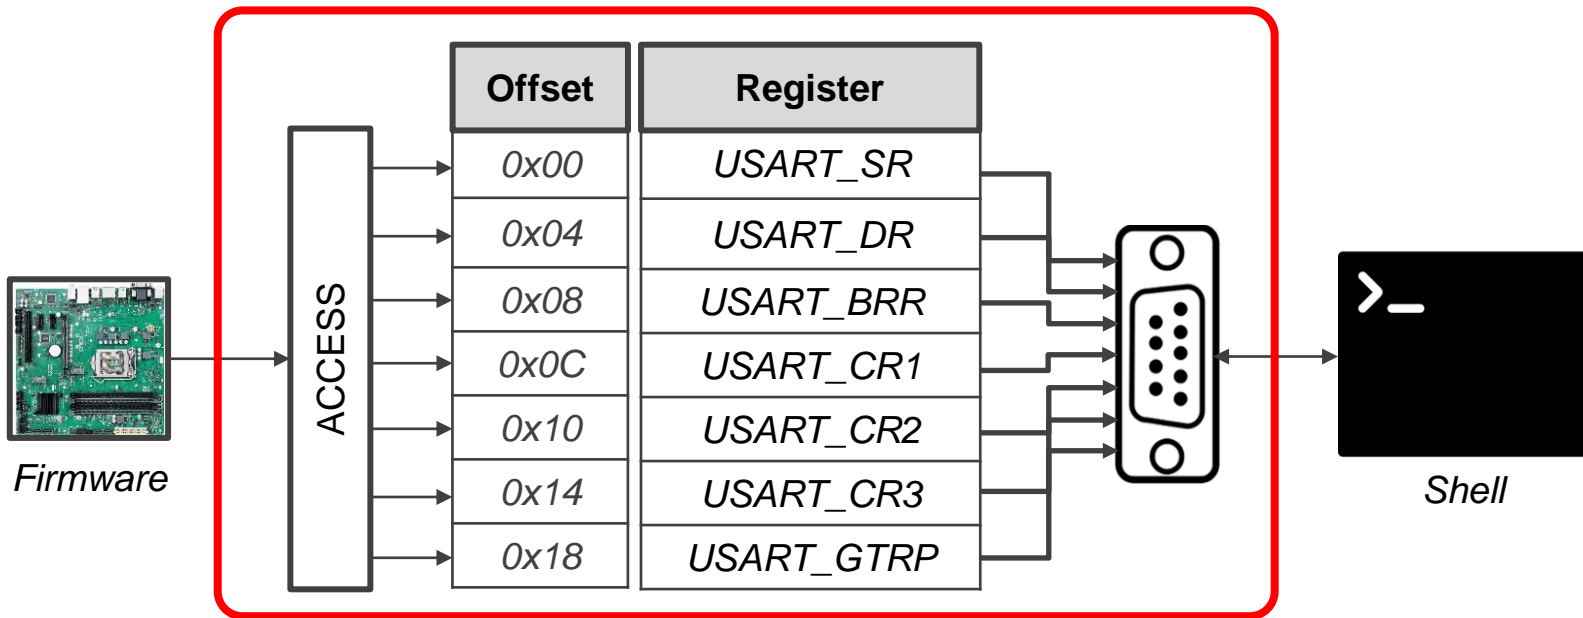 Offset Register
0x00 USART_SR
0x04 USART_DR
0x08 USART_BRR
0x0C USART_CR1
0x10 USART_CR2
0x14 USART_CR3
0x18 USART_GTRP
ACCESS
Firmware
>_
Shell